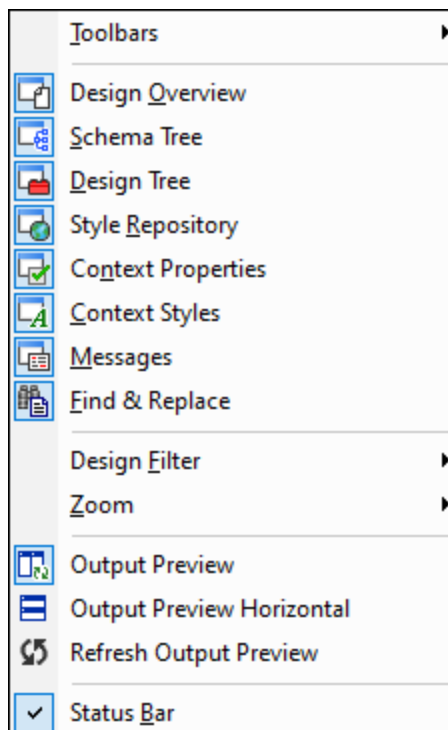 Toolbars
Design Overview
Schema Tree
Design Tree
Style Repository
Context Properties
Context Styles
Messages
Find & Replace
Design Filter
Zoom
Output Preview
Output Preview Horizontal
Refresh Output Preview
Status Bar